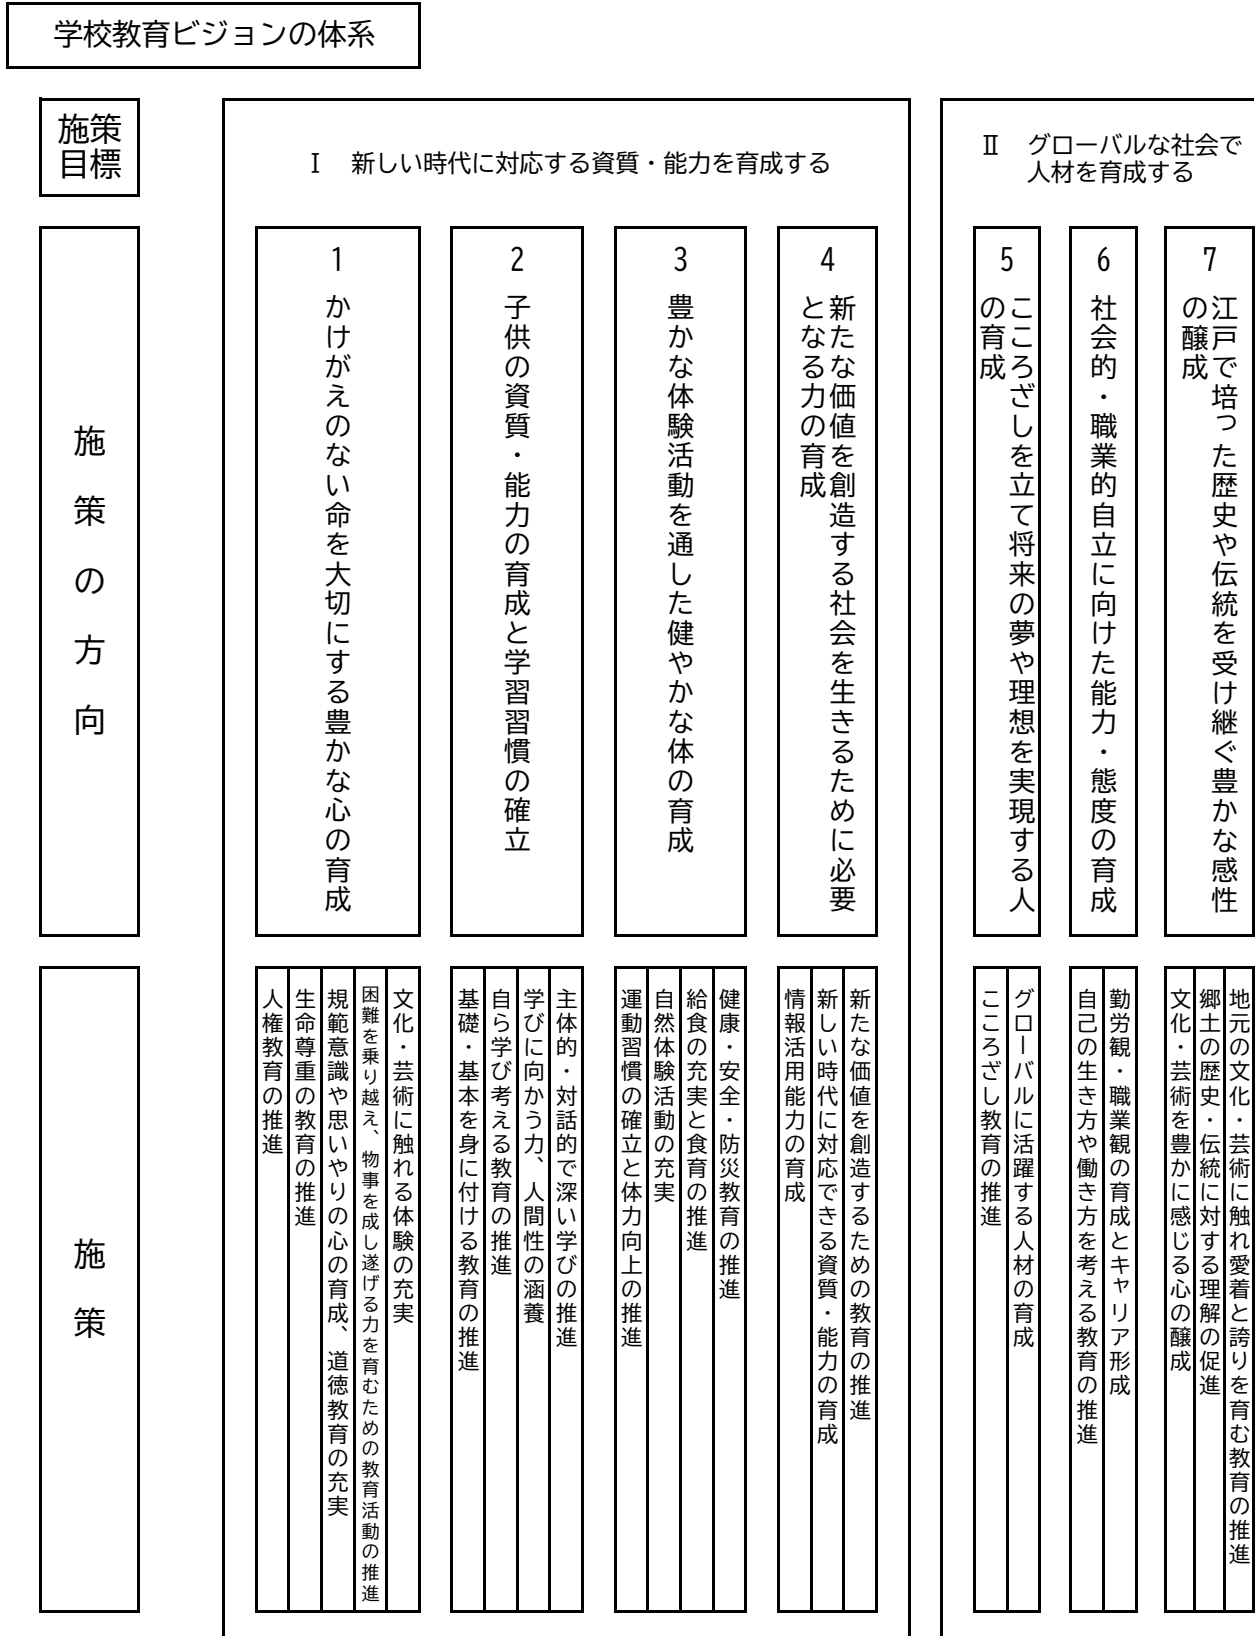 学校教育ビジョンの体系
施策
目標
Ⅰ 新しい時代に対応する資質・能力を育成する
Ⅱ グローバルな社会で
人材を育成する
施策の方向
1
かけがえのない命を大切にする豊かな心の育成
2
子供の資質・能力の育成と学習習慣の確立
3
豊かな体験活動を通した健やかな体の育成
4
新たな価値を創造する社会を生きるために必要
となる力の育成
5
こころざしを立て将来の夢や理想を実現する人
の育成
6
社会的・職業的自立に向けた能力・態度の育成
7
江戸で培った歴史や伝統を受け継ぐ豊かな感性
の醸成
施策
人権教育の推進
生命尊重の教育の推進
規範意識や思いやりの心の育成、道徳教育の充実
困難を乗り越え、物事を成し遂げる力を育むための教育活動の推進
文化・芸術に触れる体験の充実
基礎・基本を身に付ける教育の推進
自ら学び考える教育の推進
学びに向かう力、人間性の涵養
主体的・対話的で深い学びの推進
運動習慣の確立と体力向上の推進
自然体験活動の充実
給食の充実と食育の推進
健康・安全・防災教育の推進
情報活用能力の育成
新しい時代に対応できる資質・能力の育成
新たな価値を創造するための教育の推進
こころざし教育の推進
グローバルに活躍する人材の育成
自己の生き方や働き方を考える教育の推進
勤労観・職業観の育成とキャリア形成
文化・芸術を豊かに感じる心の醸成
郷土の歴史・伝統に対する理解の促進
地元の文化・芸術に触れ愛着と誇りを育む教育の推進